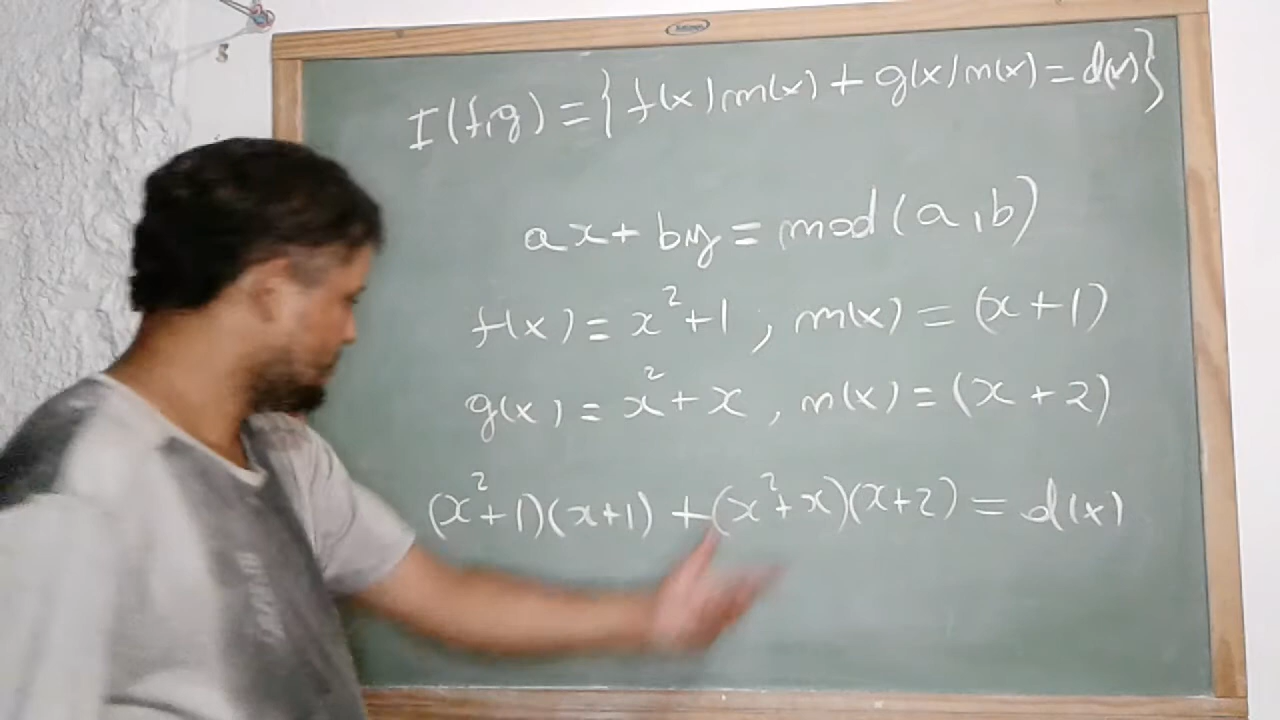 I(f,g) = {f(x)m(x) + g(x)n(x) = d(x)}
ax + by = mod(a,b)
f(x) = x²+1 ; m(x) = (x+1)
g(x) = x²+x , n(x) = (x+2)
(x²+1)(x+1) + (x²+x)(x+2) = d(x)